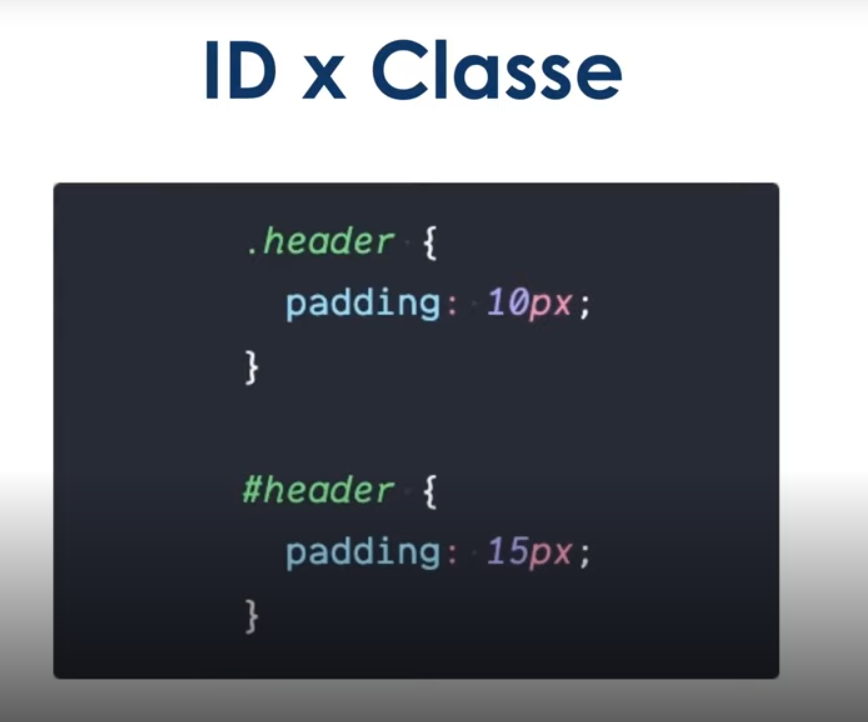 ID x Classe
.header {
padding: 10px;
}
#header {
padding: 15px;
}